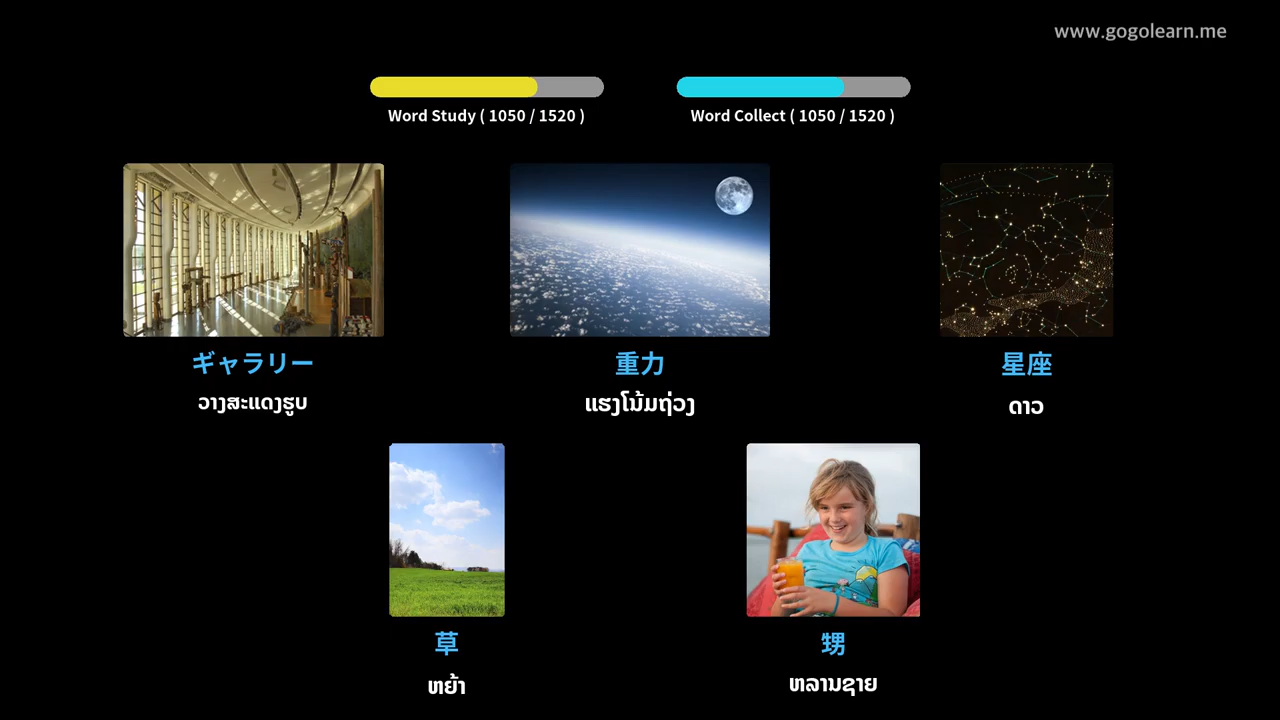 www.gogolearn.me
Word Study ( 1050 / 1520 )
Word Collect ( 1050 / 1520 )
ギャラリー
ວາງສະແດງຮູບ
重力
ແຮງໂນ້ມຖ່ວງ
星座
ດາວ
草
ຫຍ້າ
甥
ຫລານຊາຍ